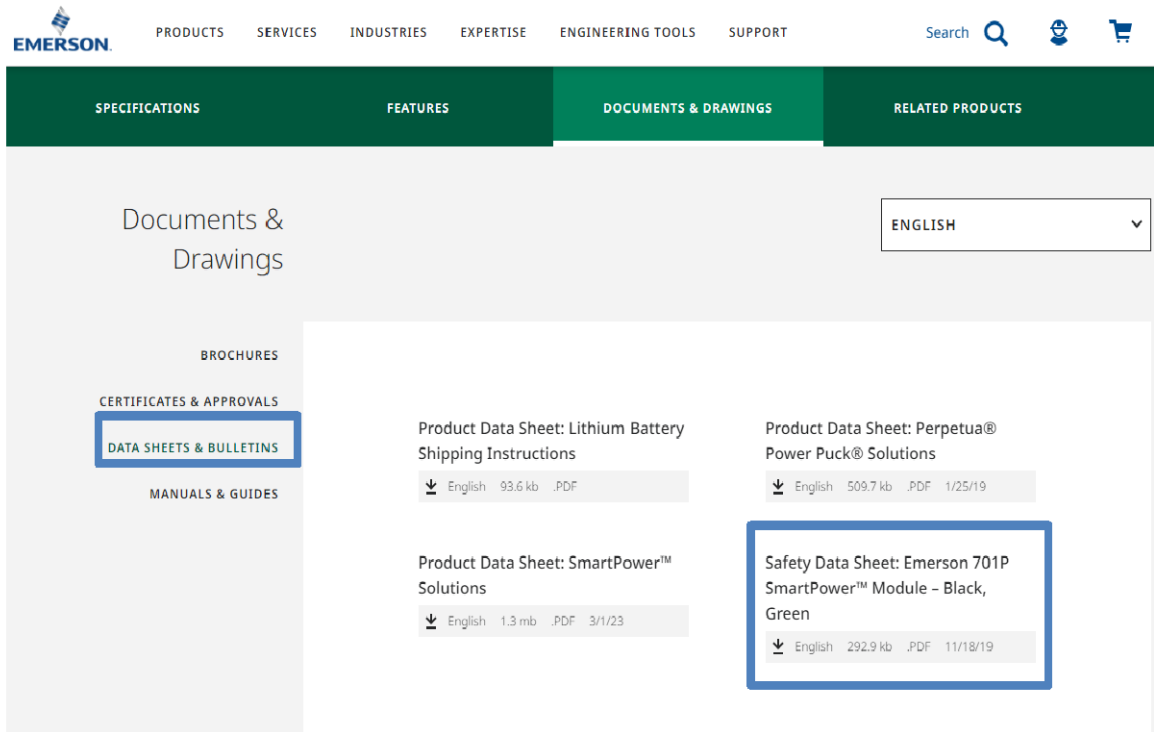 EMERSON.
PRODUCTS SERVICES INDUSTRIES EXPERTISE ENGINEERING TOOLS SUPPORT Search
SPECIFICATIONS FEATURES DOCUMENTS & DRAWINGS RELATED PRODUCTS
Documents &
Drawings
ENGLISH
BROCHURES
CERTIFICATES & APPROVALS
DATA SHEETS & BULLETINS
MANUALS & GUIDES
Product Data Sheet: Lithium Battery
Shipping Instructions
English 93.6 kb .PDF
Product Data Sheet: Perpetua®
Power Puck® Solutions
English 509.7 kb .PDF 1/25/19
Product Data Sheet: SmartPower™
Solutions
English 1.3 mb .PDF 3/1/23
Safety Data Sheet: Emerson 701P
SmartPower™ Module – Black,
Green
English 292.9 kb .PDF 11/18/19